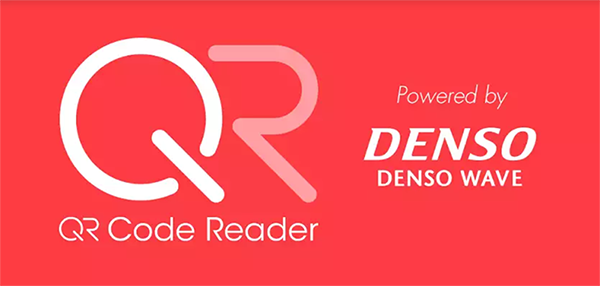 QR
QR Code Reader
Powered by
DENSO
DENSO WAVE